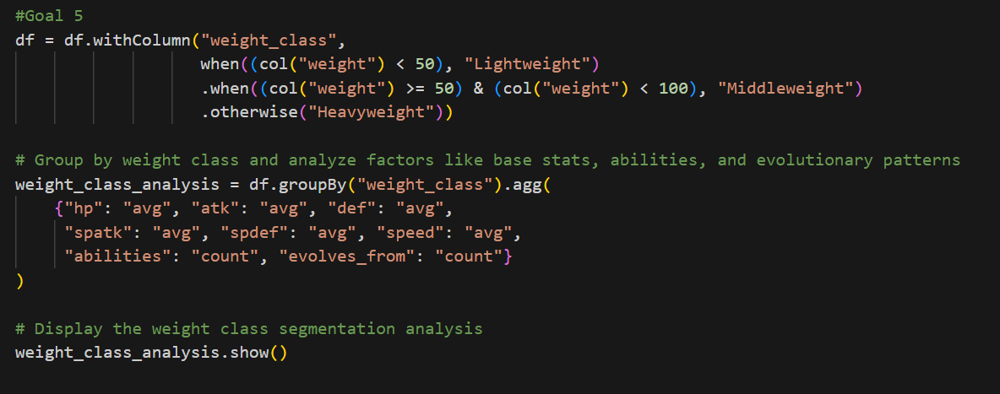 #Goal 5
df = df.withColumn("weight_class",
                   when((col("weight") < 50), "Lightweight")
                   .when((col("weight") >= 50) & (col("weight") < 100), "Middleweight")
                   .otherwise("Heavyweight"))

# Group by weight class and analyze factors like base stats, abilities, and evolutionary patterns
weight_class_analysis = df.groupBy("weight_class").agg(
    {"hp": "avg", "atk": "avg", "def": "avg",
     "spatk": "avg", "spdef": "avg", "speed": "avg",
     "abilities": "count", "evolves_from": "count"}
)

# Display the weight class segmentation analysis
weight_class_analysis.show()